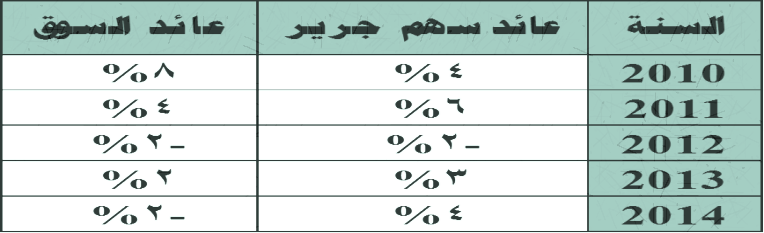 السنة عائد سهم جرير عائد السوق
2010 ٤% ٨%
2011 ٦% ٤%
2012 -٢% -٢%
2013 ٣% ٢%
2014 ٤% -٢%